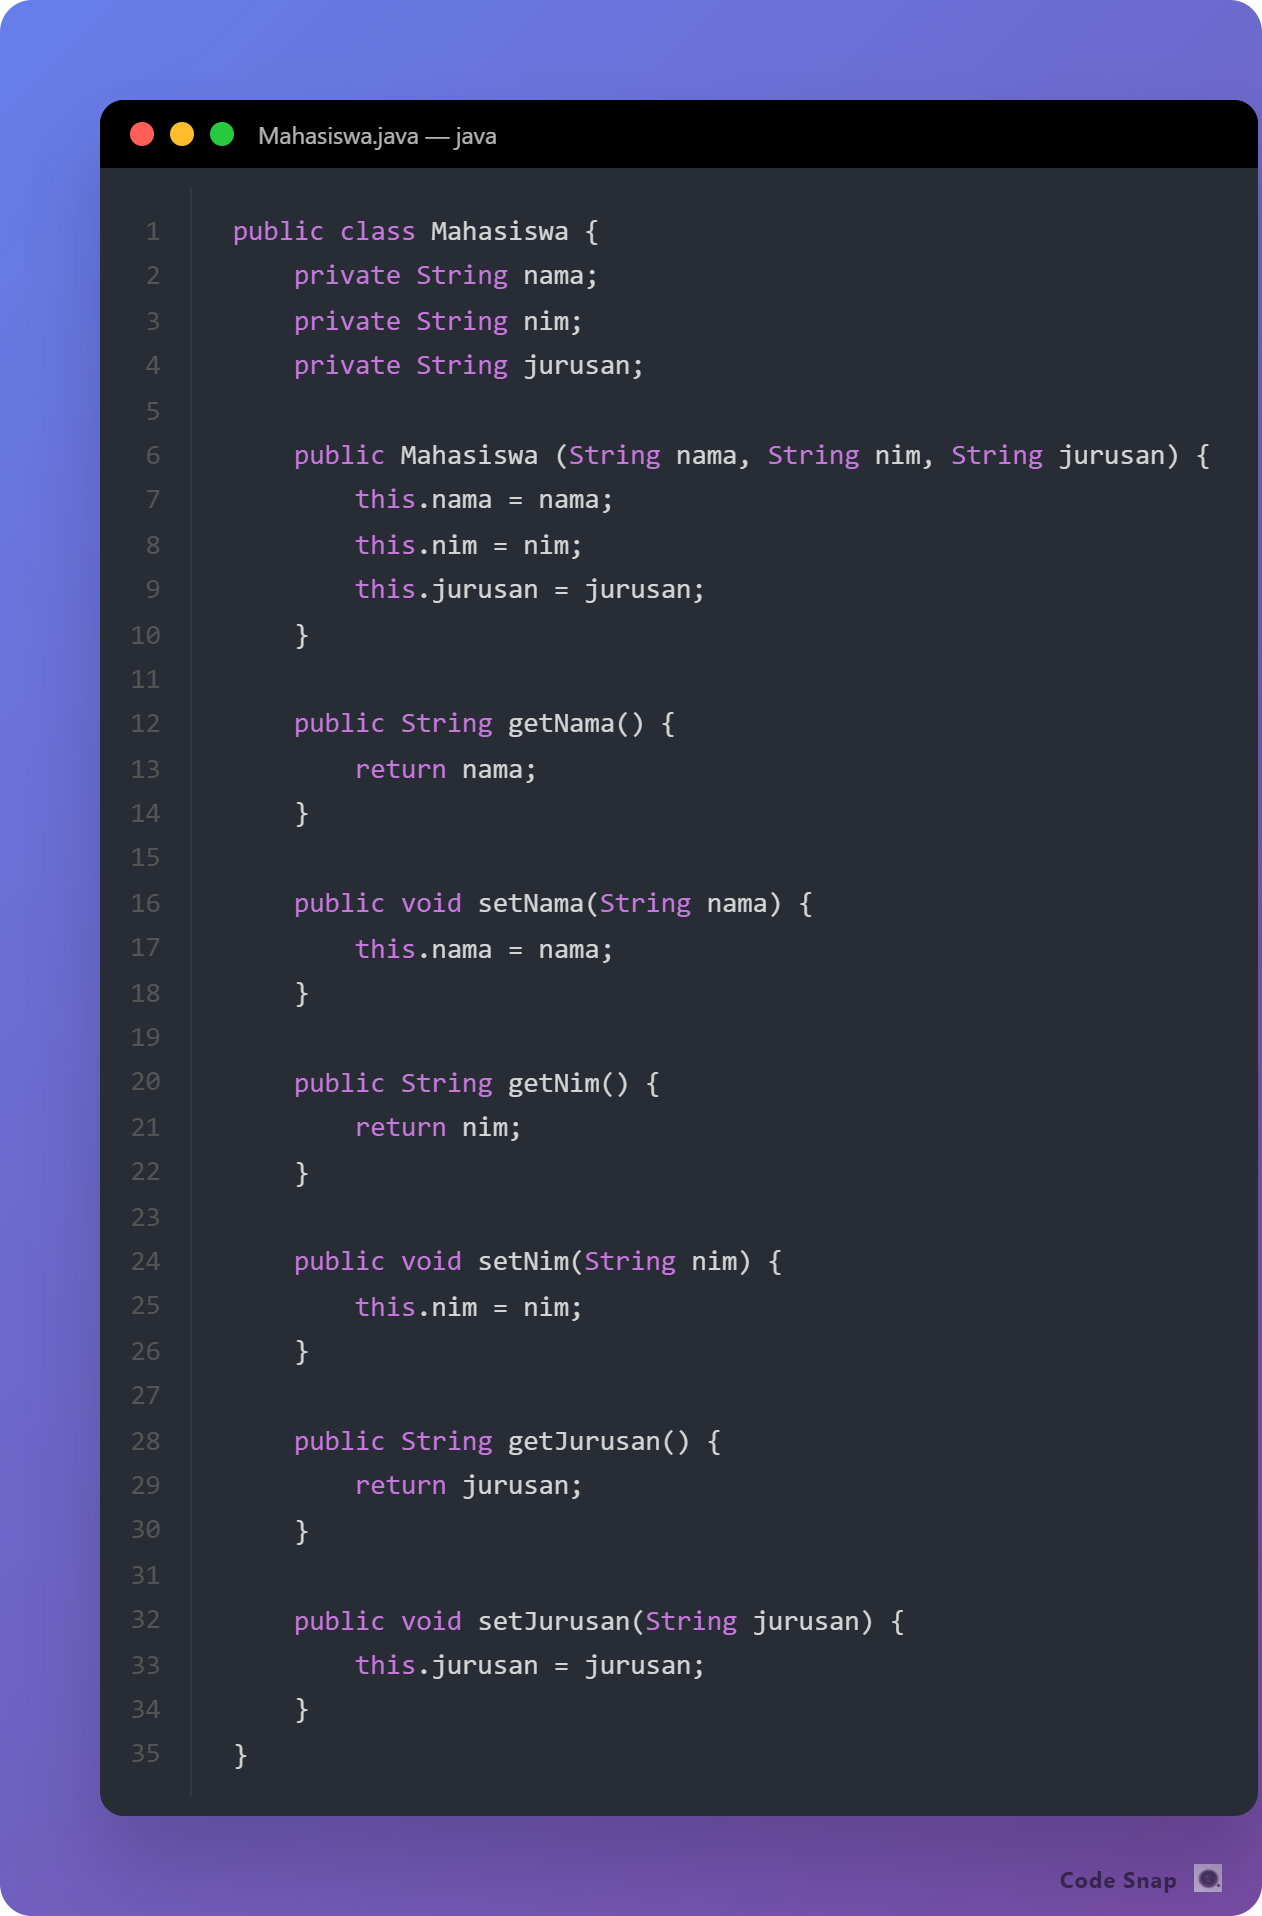 Mahasiswa.java — java
1 public class Mahasiswa {
2     private String nama;
3     private String nim;
4     private String jurusan;
5
6     public Mahasiswa (String nama, String nim, String jurusan) {
7         this.nama = nama;
8         this.nim = nim;
9         this.jurusan = jurusan;
10     }
11
12     public String getNama() {
13         return nama;
14     }
15
16     public void setNama(String nama) {
17         this.nama = nama;
18     }
19
20     public String getNim() {
21         return nim;
22     }
23
24     public void setNim(String nim) {
25         this.nim = nim;
26     }
27
28     public String getJurusan() {
29         return jurusan;
30     }
31
32     public void setJurusan(String jurusan) {
33         this.jurusan = jurusan;
34     }
35 }
Code Snap